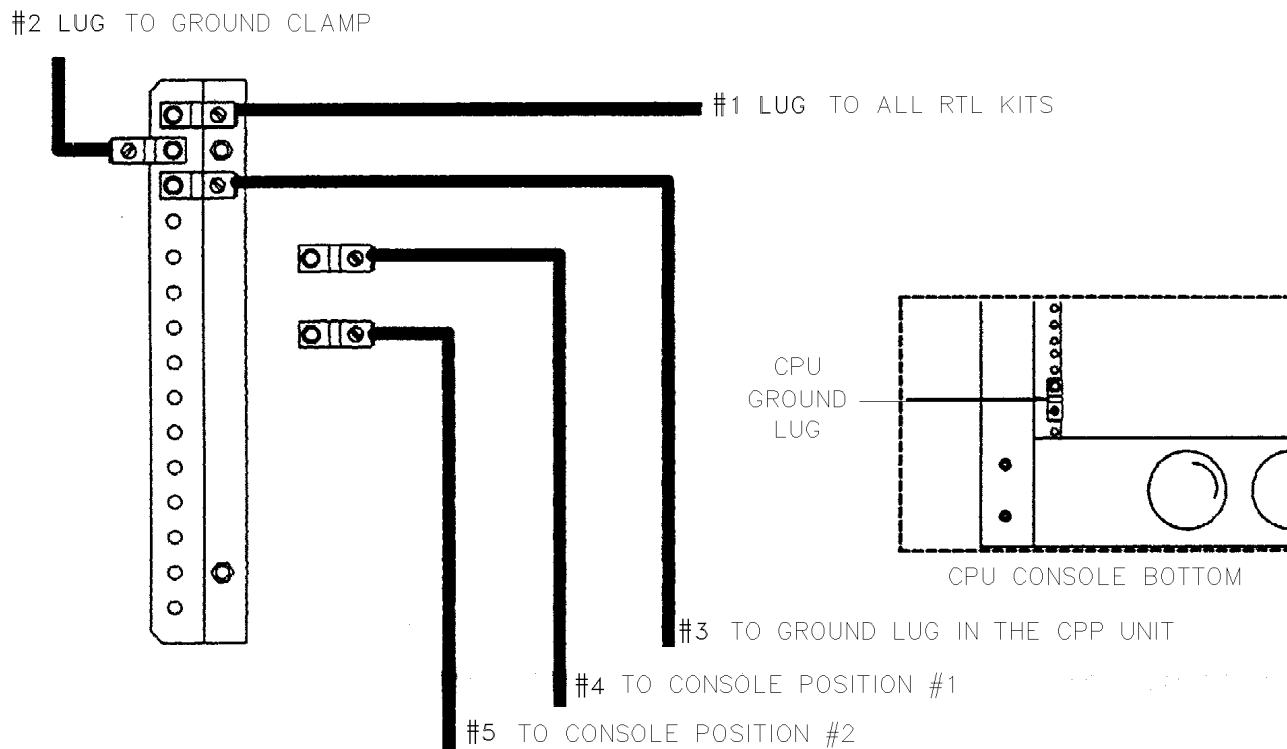 #2 LUG TO GROUND CLAMP
#1 LUG TO ALL RTL KITS
CPU
GROUND
LUG
CPU CONSOLE BOTTOM
#3 TO GROUND LUG IN THE CPP UNIT
#4 TO CONSOLE POSITION #1
#5 TO CONSOLE POSITION #2